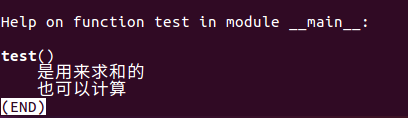 Help on function test in module __main__:
test()
是用来求和的
也可以计算
(END)